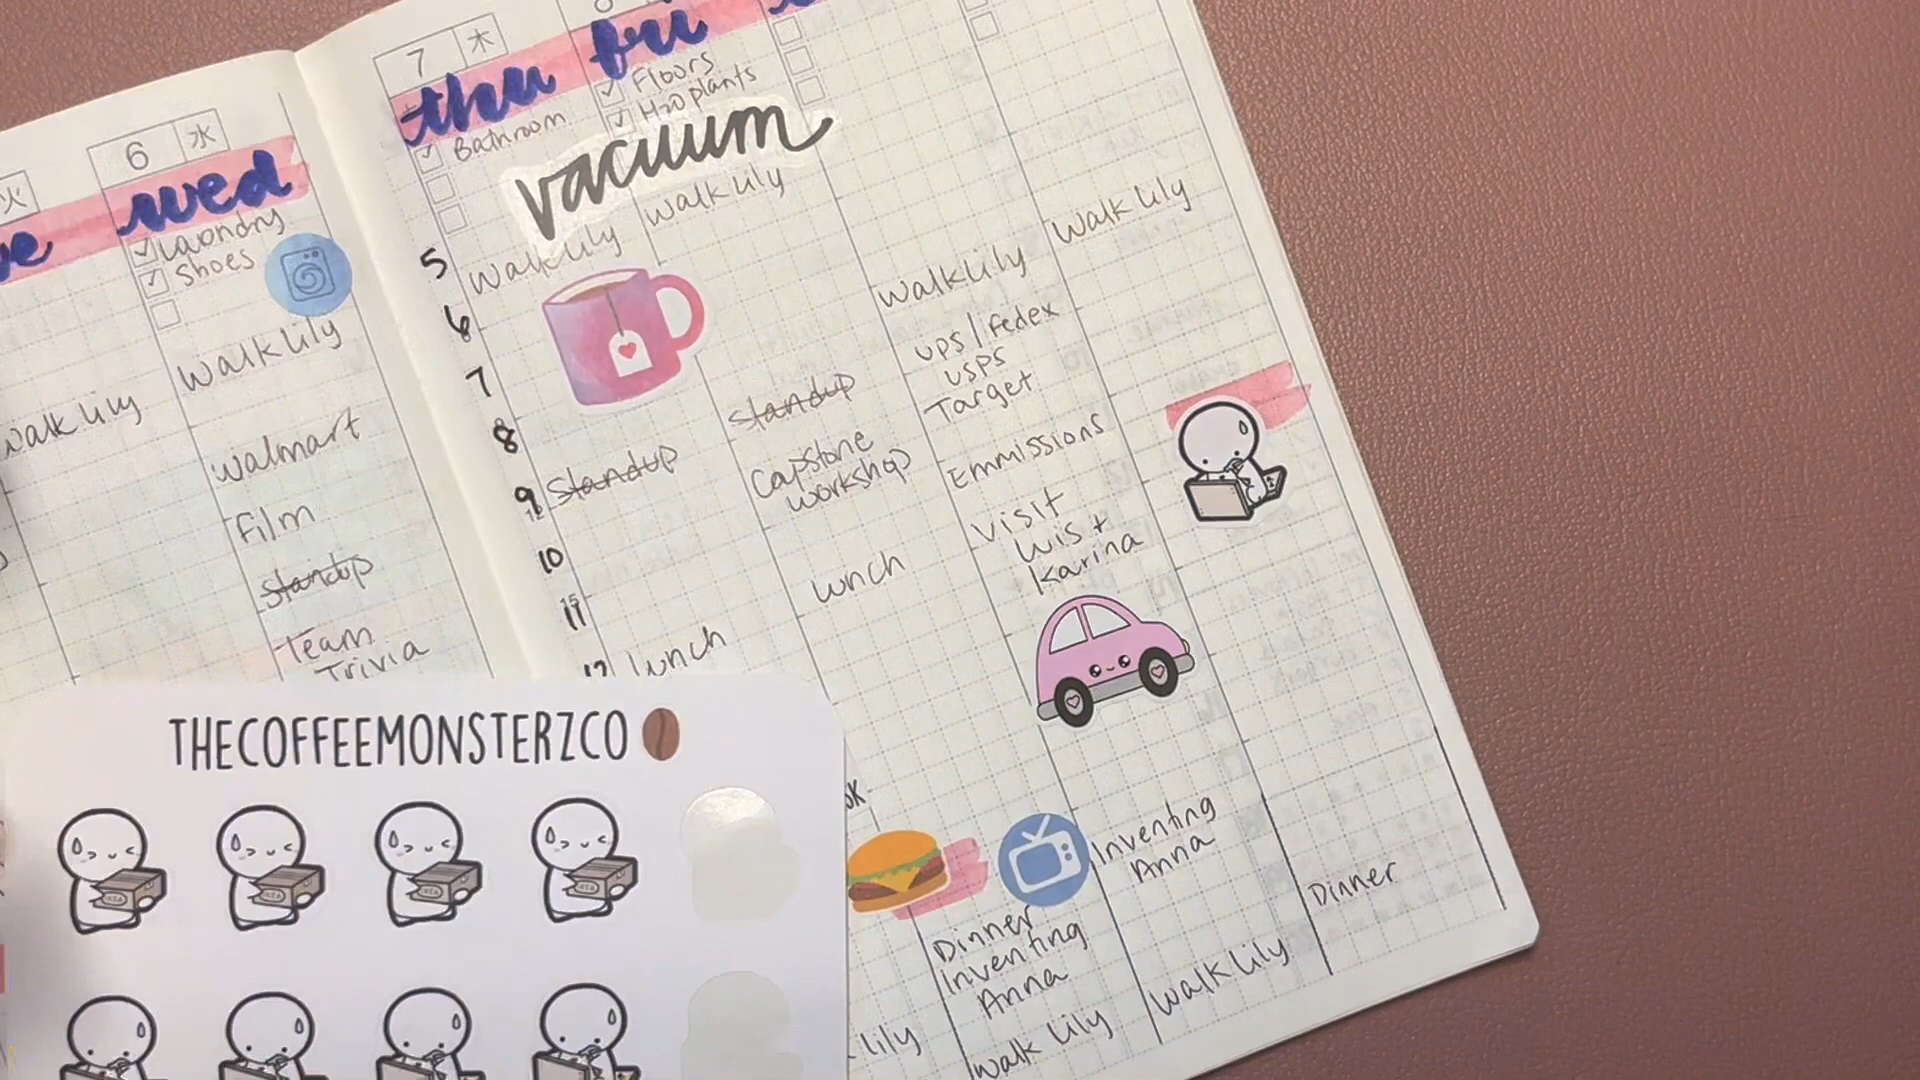 火
6 水
wed
Laundry
Shoes
walk lily
walk lily
walmart
film
standup
Team
Trivia
7 木
thu
Bathroom
fri
Floors
H2O plants
vacuum
5
6
7
8
9
10
11
12
walk lily
standup
lunch
walk lily
standup
Capstone
workshop
lunch
Dinner
Inventing
Anna
walk lily
walk lily
ups/fedex
usps
Target
Emmissions
Visit
Wis +
Karina
Inventing
Anna
walk lily
walk lily
Dinner
lily
THECOFFEEMONSTERZCO